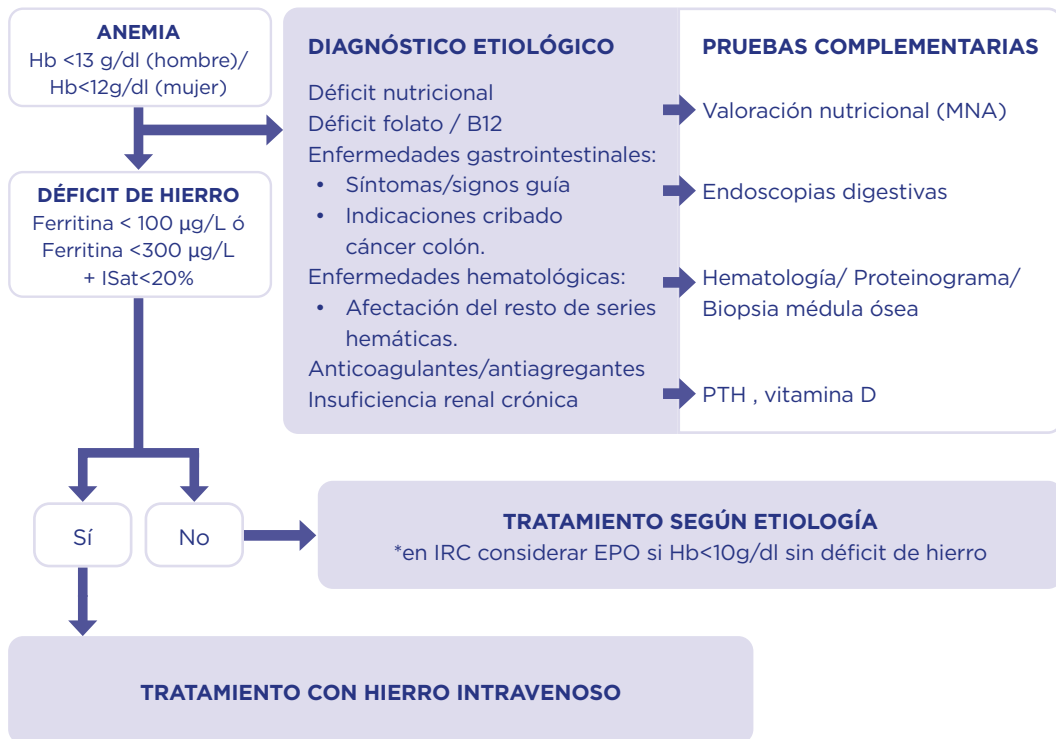 ANEMIA
Hb <13 g/dl (hombre)/
Hb<12g/dl (mujer)
DÉFICIT DE HIERRO
Ferritina < 100 µg/L ó
Ferritina <300 µg/L
+ ISat<20%
DIAGNÓSTICO ETIOLÓGICO
Déficit nutricional
Déficit folato / B12
Enfermedades gastrointestinales:
• Síntomas/signos guía
• Indicaciones cribado
cáncer colón.
Enfermedades hematológicas:
• Afectación del resto de series
hemáticas.
Anticoagulantes/antiagregantes
Insuficiencia renal crónica
PRUEBAS COMPLEMENTARIAS
Valoración nutricional (MNA)
Endoscopias digestivas
Hematología/ Proteinograma/
Biopsia médula ósea
PTH , vitamina D
Sí
No
TRATAMIENTO SEGÚN ETIOLOGÍA
*en IRC considerar EPO si Hb<10g/dl sin déficit de hierro
TRATAMIENTO CON HIERRO INTRAVENOSO